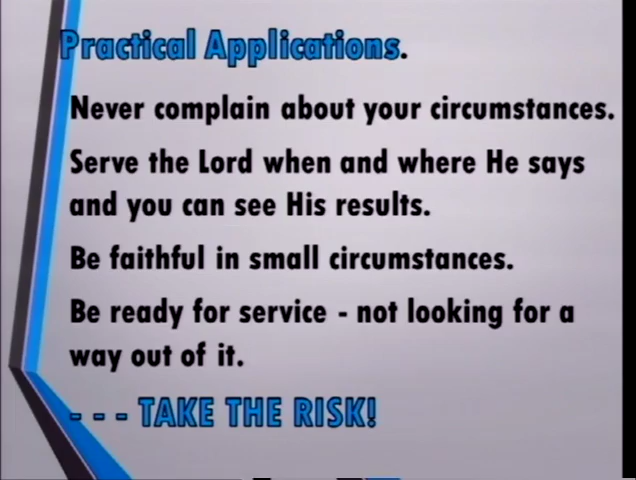 Practical Applications.
Never complain about your circumstances.
Serve the Lord when and where He says
and you can see His results.
Be faithful in small circumstances.
Be ready for service - not looking for a
way out of it.
- - - TAKE THE RISK!